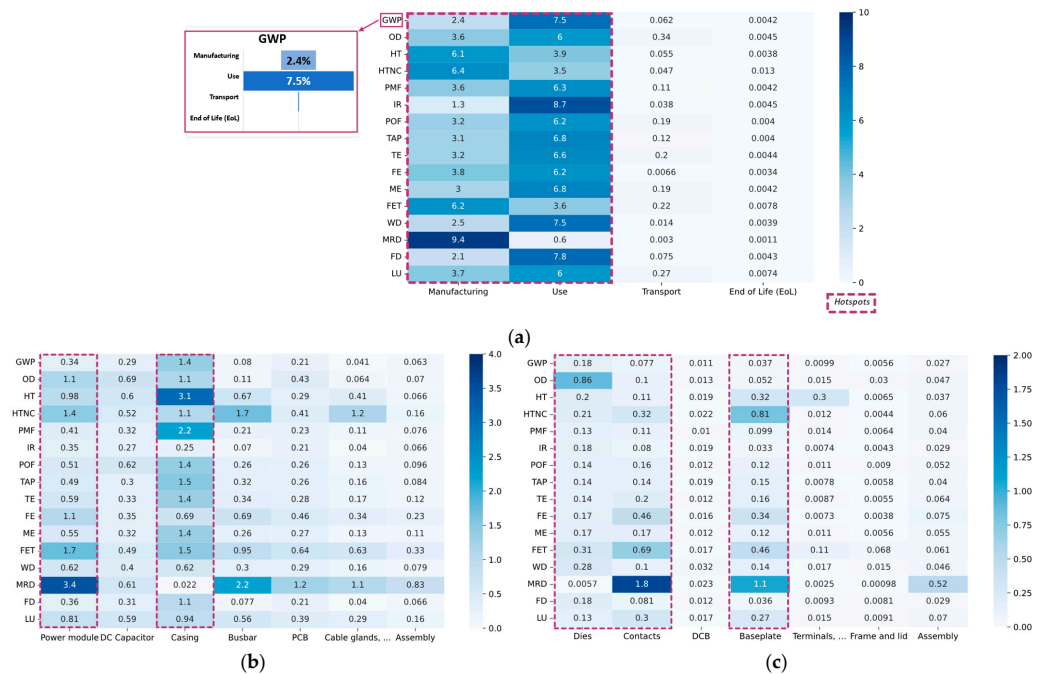 GWP
Manufacturing 2.4%
Use 7.5%
Transport
End of Life (EoL)
GWP 2.4 7.5 0.062 0.0042
OD 3.6 6 0.34 0.0045
HT 6.1 3.9 0.055 0.0038
HTNC 6.4 3.5 0.047 0.013
PMF 3.6 6.3 0.11 0.0042
IR 1.3 8.7 0.038 0.0045
POF 3.2 6.2 0.19 0.004
TAP 3.1 6.8 0.12 0.004
TE 3.2 6.6 0.2 0.0044
FE 3.8 6.2 0.0066 0.0034
ME 3 6.8 0.19 0.0042
FET 6.2 3.6 0.22 0.0078
WD 2.5 7.5 0.014 0.0039
MRD 9.4 0.6 0.003 0.0011
FD 2.1 7.8 0.075 0.0043
LU 3.7 6 0.27 0.0074
Manufacturing Use Transport End of Life (EoL)
10
8
6
4
2
0
Hotspots
(a)
GWP 0.34 0.29 1.4 0.08 0.21 0.041 0.063
OD 1.1 0.69 1.1 0.11 0.43 0.064 0.07
HT 0.98 0.6 3.1 0.67 0.29 0.41 0.066
HTNC 1.4 0.52 1.1 1.7 0.41 1.2 0.16
PMF 0.41 0.32 2.2 0.21 0.23 0.11 0.076
IR 0.35 0.27 0.25 0.07 0.21 0.04 0.066
POF 0.51 0.62 1.4 0.26 0.26 0.13 0.096
TAP 0.49 0.3 1.5 0.32 0.26 0.16 0.084
TE 0.59 0.33 1.4 0.34 0.28 0.17 0.12
FE 1.1 0.35 0.69 0.69 0.46 0.34 0.23
ME 0.55 0.32 1.4 0.26 0.27 0.13 0.11
FET 1.7 0.49 1.5 0.95 0.64 0.63 0.33
WD 0.62 0.4 0.62 0.3 0.29 0.16 0.079
MRD 3.4 0.61 0.022 2.2 1.2 1.1 0.83
FD 0.36 0.31 1.1 0.077 0.21 0.04 0.066
LU 0.81 0.59 0.94 0.56 0.39 0.29 0.16
Power module DC Capacitor Casing Busbar PCB Cable glands, ... Assembly
4.0
3.5
3.0
2.5
2.0
1.5
1.0
0.5
0.0
(b)
GWP 0.18 0.077 0.011 0.037 0.0099 0.0056 0.027
OD 0.86 0.1 0.013 0.052 0.015 0.03 0.047
HT 0.2 0.11 0.019 0.32 0.3 0.0065 0.037
HTNC 0.21 0.32 0.022 0.81 0.012 0.0044 0.06
PMF 0.13 0.11 0.01 0.099 0.014 0.0064 0.04
IR 0.18 0.08 0.019 0.033 0.0074 0.0043 0.029
POF 0.14 0.16 0.012 0.12 0.011 0.009 0.052
TAP 0.14 0.14 0.019 0.15 0.0078 0.0058 0.04
TE 0.14 0.2 0.012 0.16 0.0087 0.0055 0.064
FE 0.17 0.46 0.016 0.34 0.0073 0.0038 0.075
ME 0.17 0.17 0.012 0.12 0.011 0.0056 0.055
FET 0.31 0.69 0.017 0.46 0.11 0.068 0.061
WD 0.28 0.1 0.032 0.14 0.017 0.015 0.046
MRD 0.0057 1.8 0.023 1.1 0.0025 0.00098 0.52
FD 0.18 0.081 0.012 0.036 0.0093 0.0081 0.029
LU 0.13 0.3 0.012 0.27 0.015 0.0091 0.07
Dies Contacts DCB Baseplate Terminals, ... Frame and lid Assembly
2.00
1.75
1.50
1.25
1.00
0.75
0.50
0.25
0.00
(c)